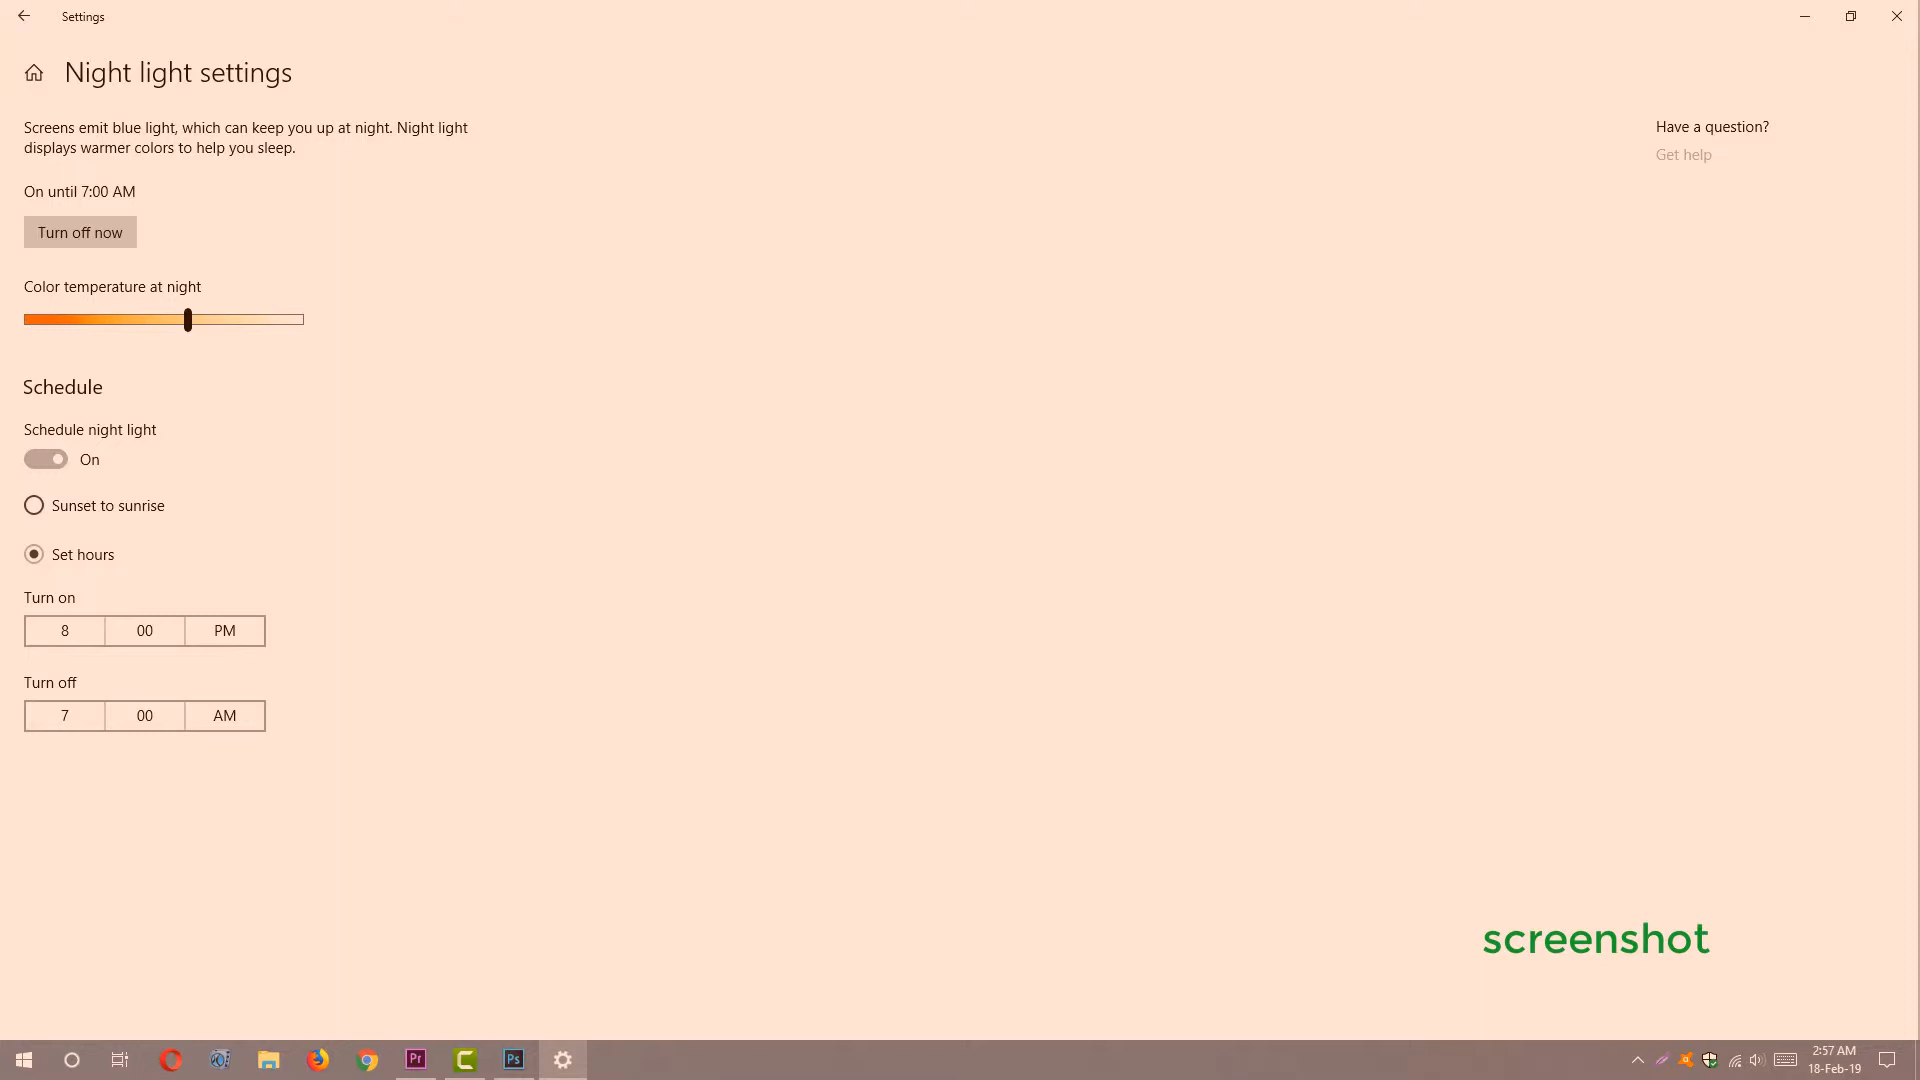 Settings
Night light settings
Screens emit blue light, which can keep you up at night. Night light
displays warmer colors to help you sleep.
Have a question?
Get help
On until 7:00 AM
Turn off now
Color temperature at night
Schedule
Schedule night light
On
Sunset to sunrise
Set hours
Turn on
8 00 PM
Turn off
7 00 AM
screenshot
Pr
Ps
2:57 AM
18-Feb-19